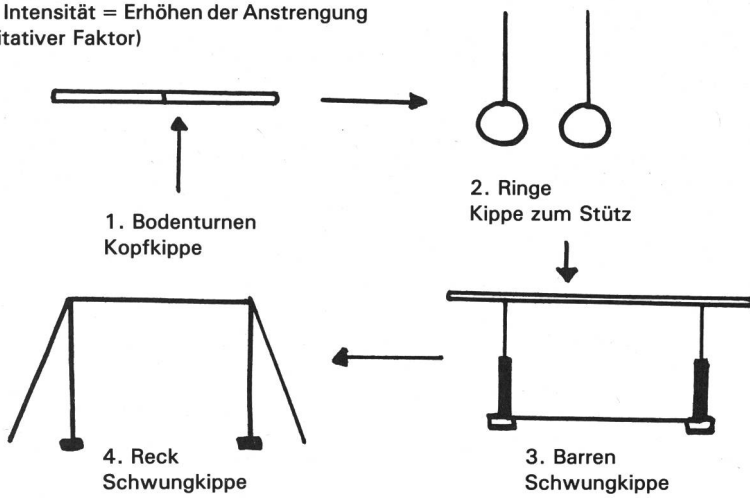 Intensität = Erhöhen der Anstrengung
itativer Faktor)
1. Bodenturnen
Kopfkippe
2. Ringe
Kippe zum Stütz
3. Barren
Schwungkippe
4. Reck
Schwungkippe